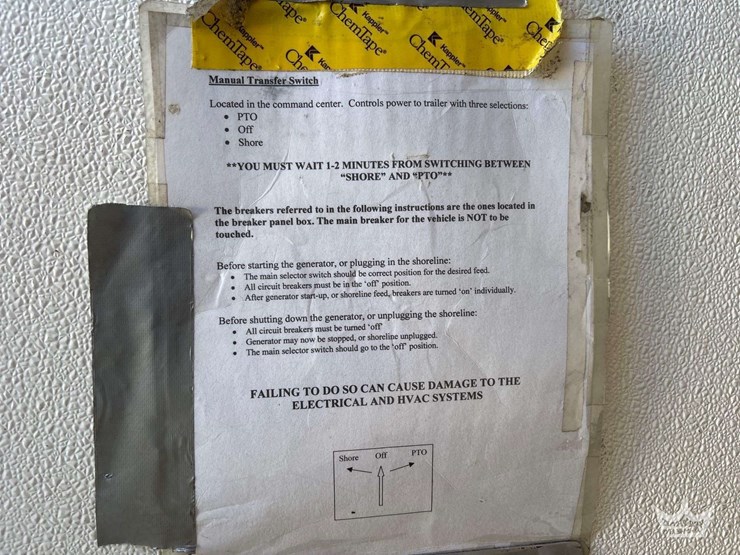 Kappler™ ChemTape® Kappler™ ChemTape® Kappler™ ChemTape®
Manual Transfer Switch
Located in the command center. Controls power to trailer with three selections:
• PTO
• Off
• Shore
**YOU MUST WAIT 1-2 MINUTES FROM SWITCHING BETWEEN
“SHORE” AND “PTO”**
The breakers referred to in the following instructions are the ones located in
the breaker panel box. The main breaker for the vehicle is NOT to be
touched.
Before starting the generator, or plugging in the shoreline:
• The main selector switch should be correct position for the desired feed.
• All circuit breakers must be in the ‘off’ position.
• After generator start-up, or shoreline feed, breakers are turned ‘on’ individually.
Before shutting down the generator, or unplugging the shoreline:
• All circuit breakers must be turned ‘off’
• Generator may now be stopped, or shoreline unplugged.
• The main selector switch should go to the ‘off’ position.
FAILING TO DO SO CAN CAUSE DAMAGE TO THE
ELECTRICAL AND HVAC SYSTEMS
Shore Off PTO